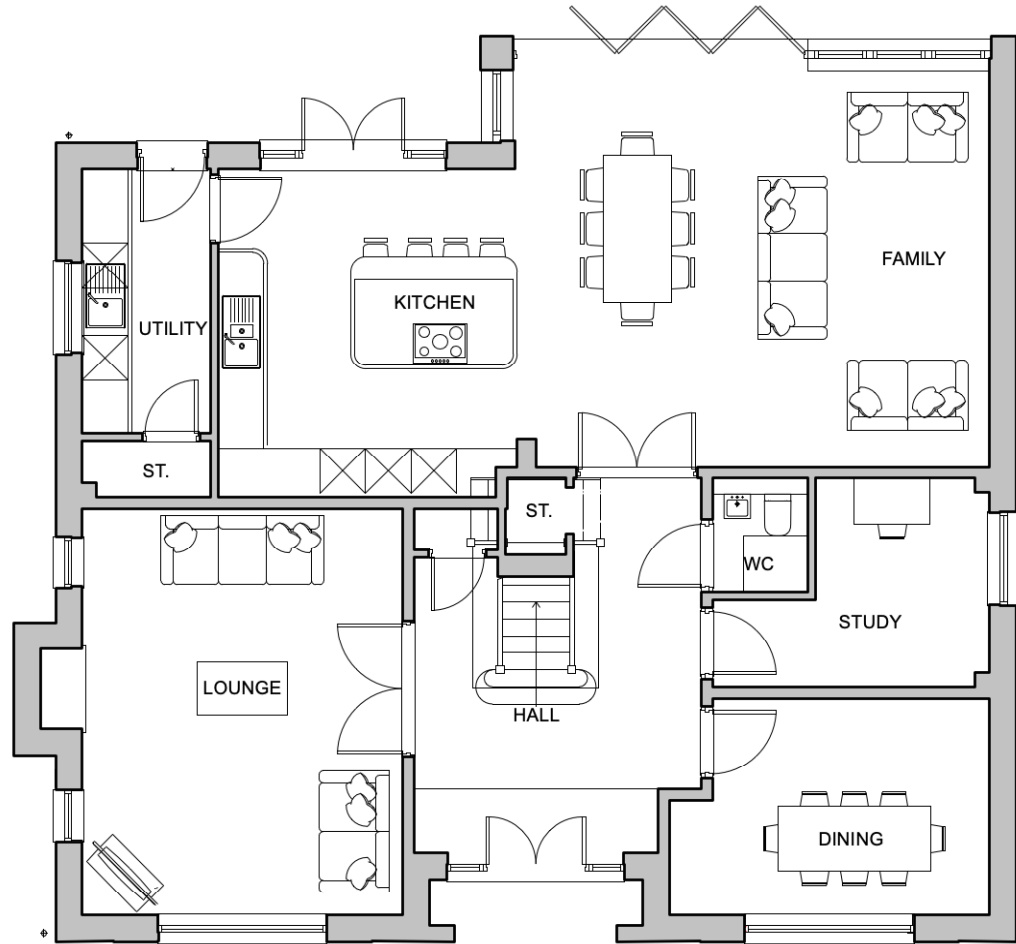 FAMILY
KITCHEN
UTILITY
ST.
ST.
WC
STUDY
LOUNGE
HALL
DINING